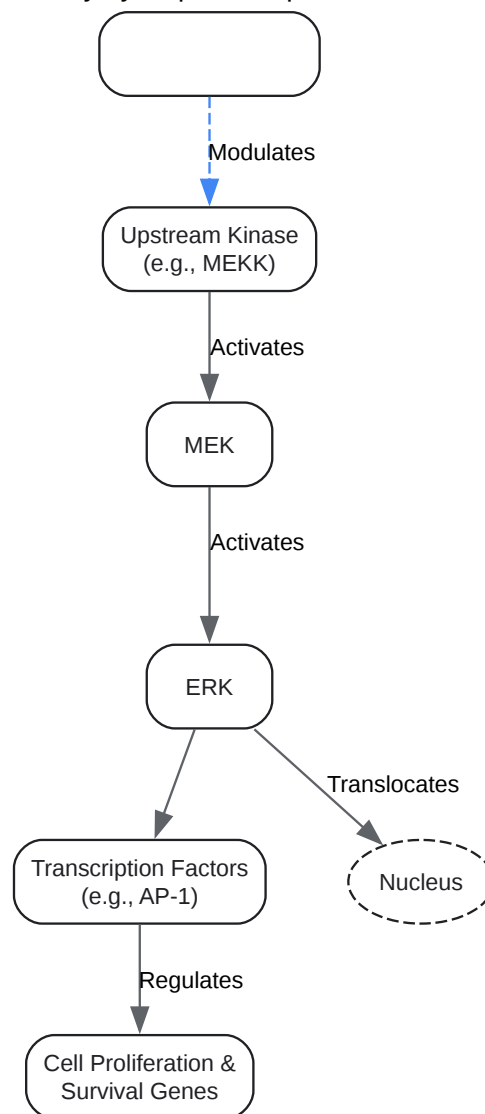 Modulates
Upstream Kinase
(e.g., MEKK)
Activates
MEK
Activates
ERK
Translocates
Transcription Factors
(e.g., AP-1)
Nucleus
Regulates
Cell Proliferation &
Survival Genes